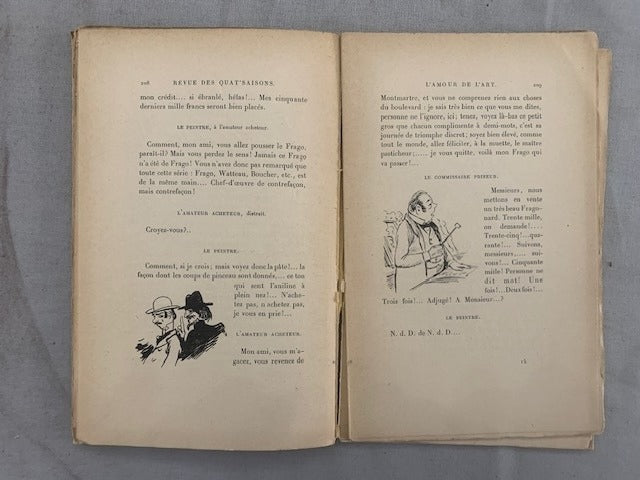 208 REVUE DES QUAT'SAISONS.
mon crédit.... si ébranlé, hélas!... Mes cinquante
derniers mille francs seront bien placés.
LE PEINTRE, à l'amateur acheteur.
Comment, mon ami, vous allez pousser le Frago,
paraît-il? Mais vous perdez le sens! Jamais ce Frago
n'a été de Frago! Vous n'avez donc pas remarqué que
toute cette série : Frago, Watteau, Boucher, etc., est
de la même main.... Chef-d'œuvre de contrefaçon,
mais contrefaçon!
L'AMATEUR ACHETEUR, distrait.
Croyez-vous?..
LE PEINTRE.
Comment, si je crois; mais voyez donc la pâte!... la
façon dont les coups de pinceau sont donnés,... ce ton
qui sent l'aniline à
plein nez!... N'ache-
tez pas, n'achetez pas,
je vous en prie!...
L'AMATEUR ACHETEUR.
Mon ami, vous m'a-
gacez, vous revenez de
L'AMOUR DE L'ART. 209
Montmartre, et vous ne comprenez rien aux choses
du boulevard : je sais très bien ce que vous me dites,
personne ne l'ignore, ici; tenez, voyez là-bas ce petit
gros que chacun complimente à demi-mots, c'est sa
journée de triomphe discret; soyez bien élevé, comme
tout le monde, allez féliciter, à la muette, le maître
pasticheur;.... je vous quitte, voilà mon Frago qui
va passer!...
LE COMMISSAIRE PRISEUR.
Messieurs, nous
mettons en vente
un très beau Frago-
nard. Trente mille,
on demande!....
Trente-cinq!...qua-
rante!... Suivons,
messieurs,.... sui-
vons!... Cinquante
mille! Personne ne
dit mot! Une
fois!...Deux fois!...
Trois fois!... Adjugé! A Monsieur...?
LE PEINTRE.
N. d. D. de N. d. D....
14